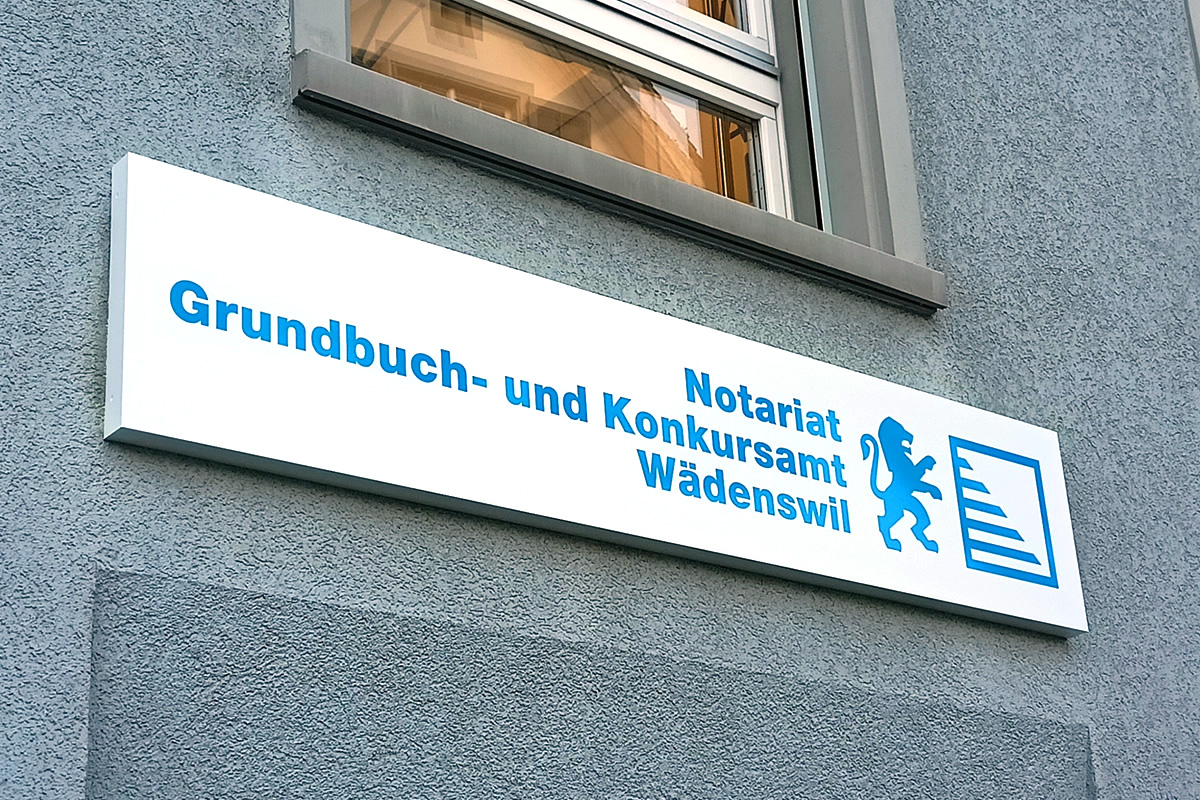 Notariat
Grundbuch- und Konkursamt
Wädenswil